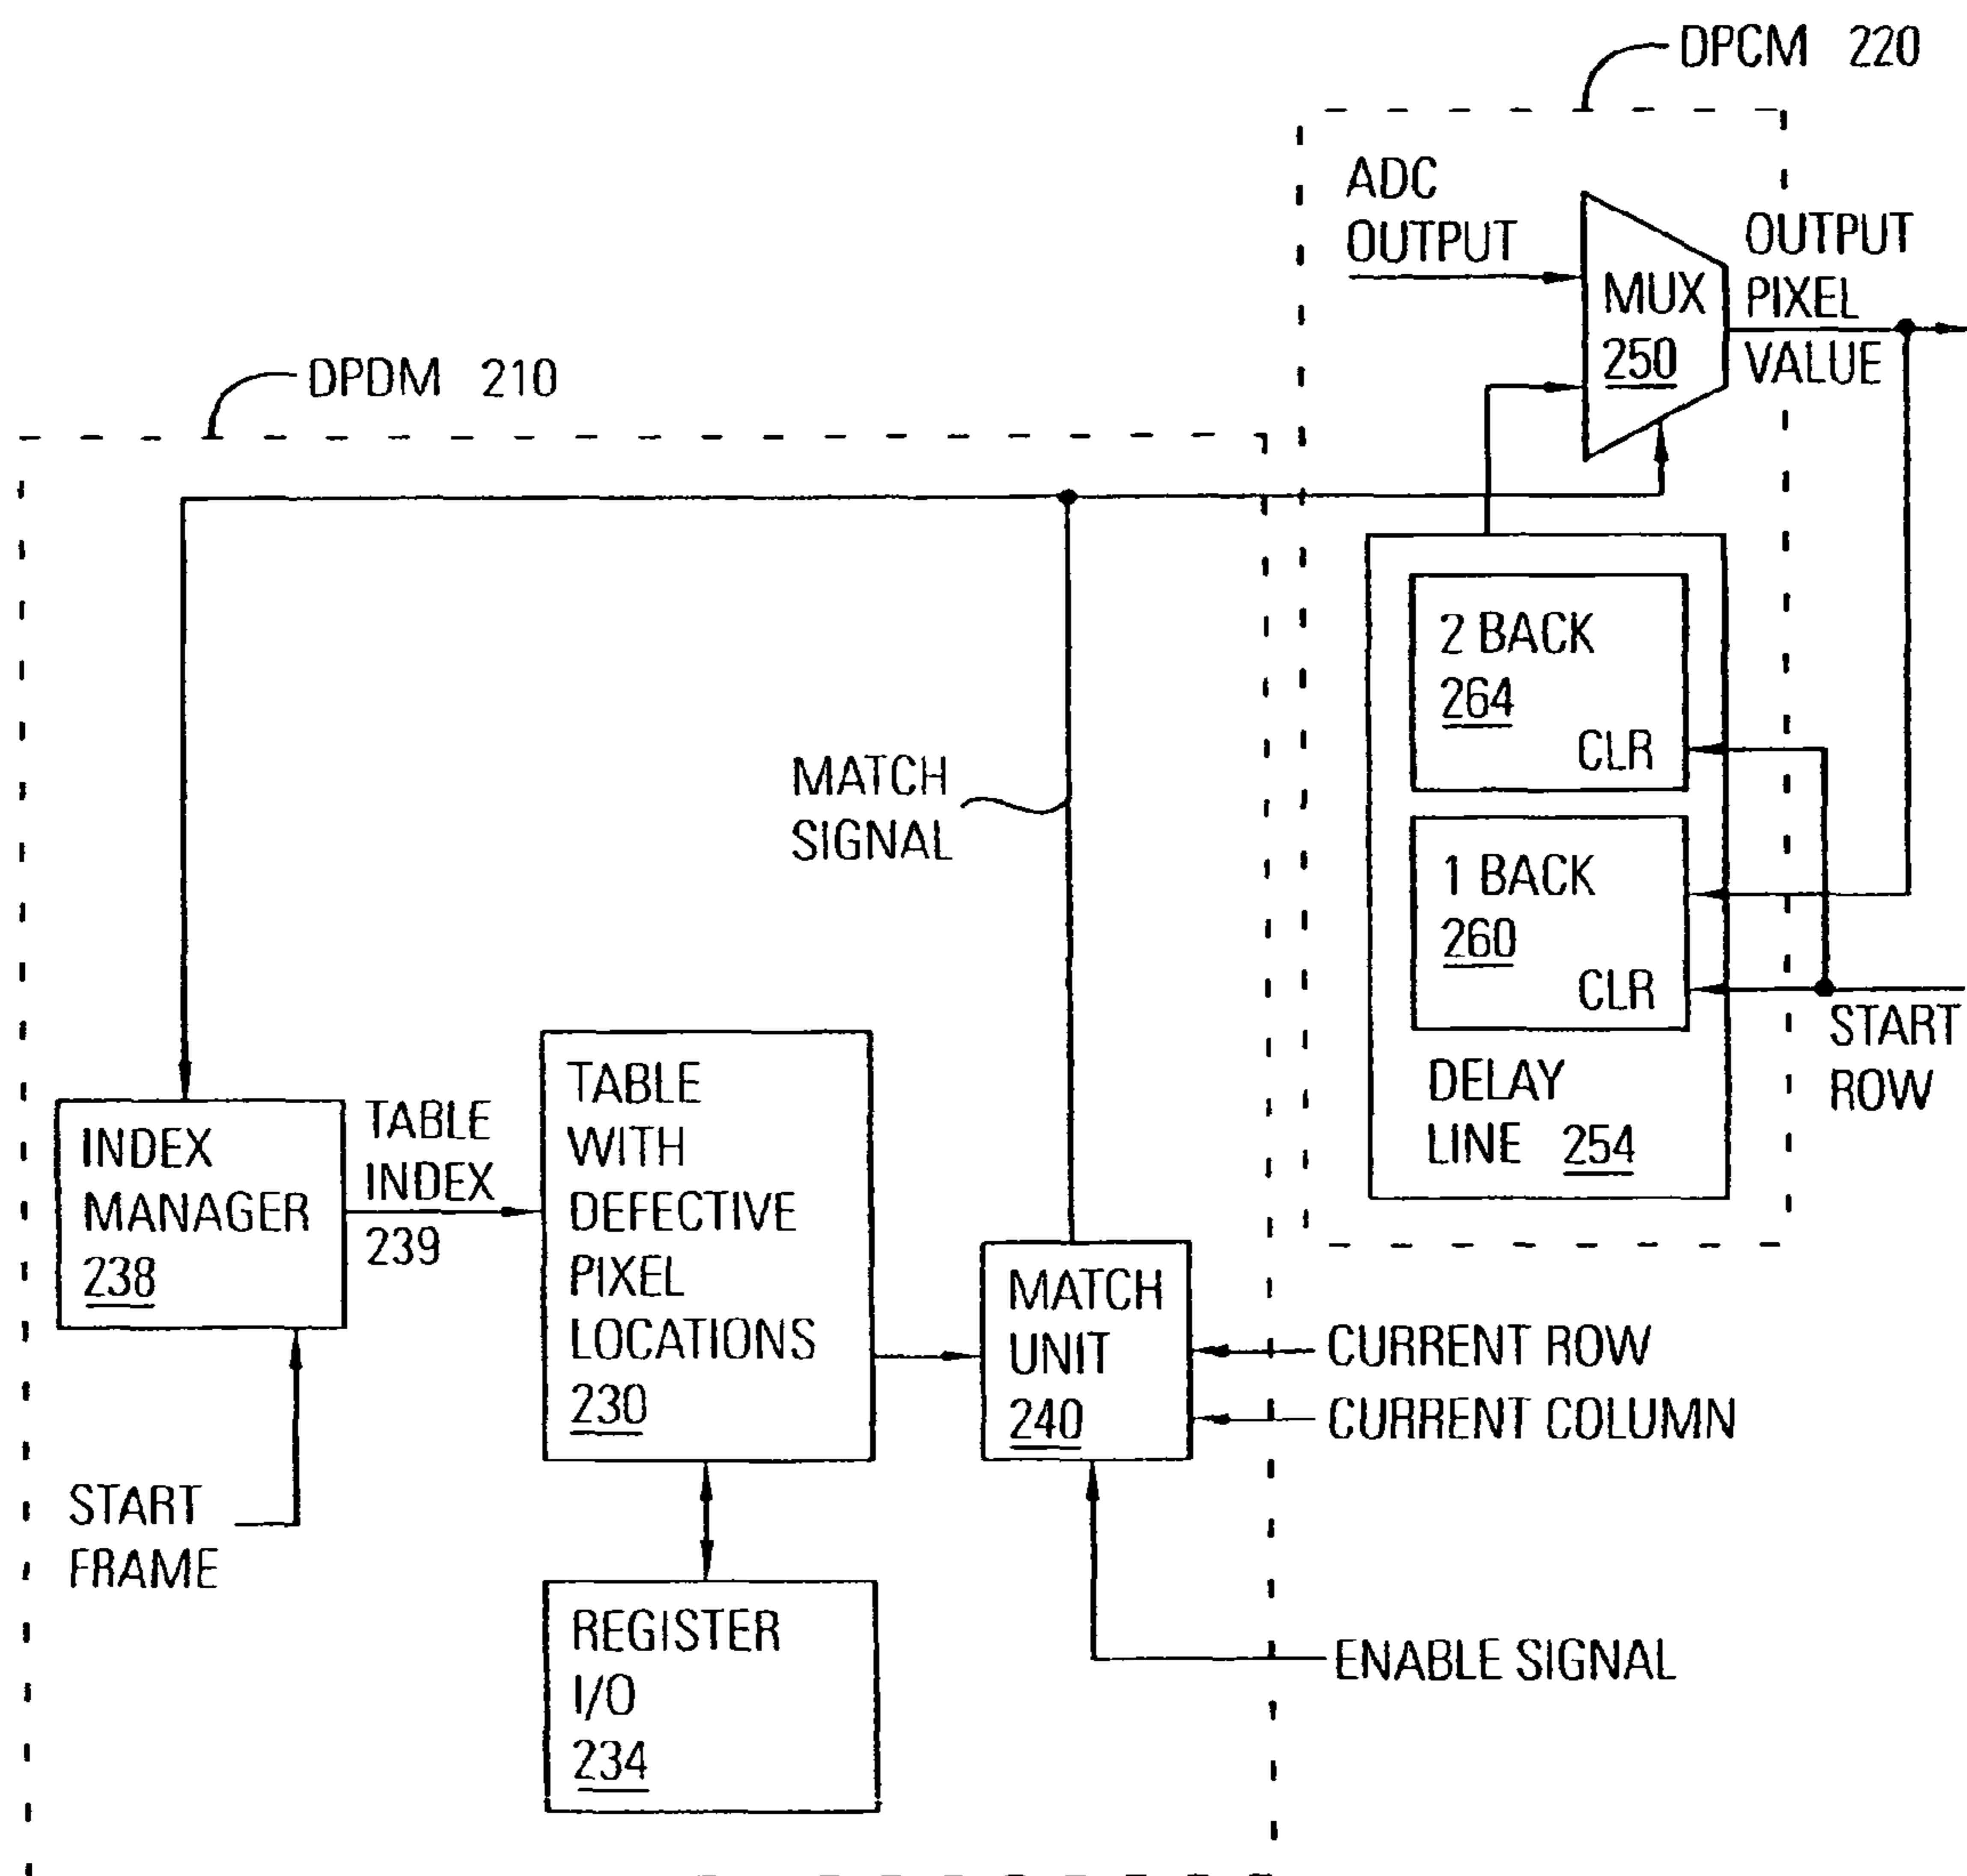 DPCM 220
ADC
OUTPUT
MUX
250
OUTPUT
PIXEL
VALUE
DPDM 210
2 BACK
264
CLR
MATCH
SIGNAL
1 BACK
260
CLR
START
ROW
DELAY
LINE 254
INDEX
MANAGER
238
TABLE
INDEX
239
TABLE
WITH
DEFECTIVE
PIXEL
LOCATIONS
230
MATCH
UNIT
240
CURRENT ROW
CURRENT COLUMN
START
FRAME
REGISTER
I/O
234
ENABLE SIGNAL